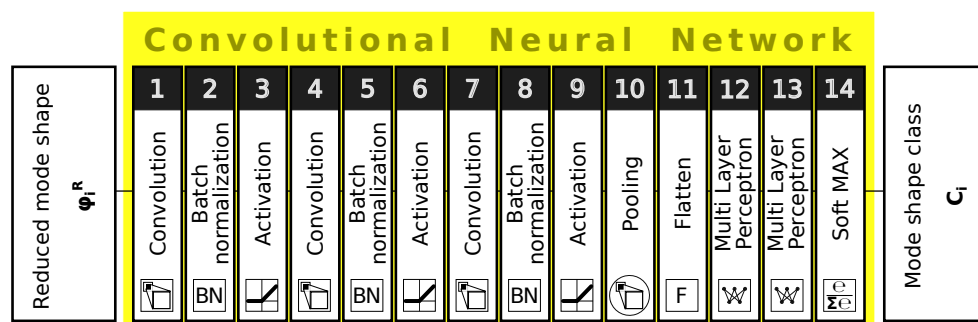 Convolutional Neural Network
Reduced mode shape
φᵢᴿ
1
Convolution
2
Batch
normalization
BN
3
Activation
4
Convolution
5
Batch
normalization
BN
6
Activation
7
Convolution
8
Batch
normalization
BN
9
Activation
10
Pooling
11
Flatten
F
12
Multi Layer
Perceptron
13
Multi Layer
Perceptron
14
Soft MAX
e
Σe
Mode shape class
Cᵢ